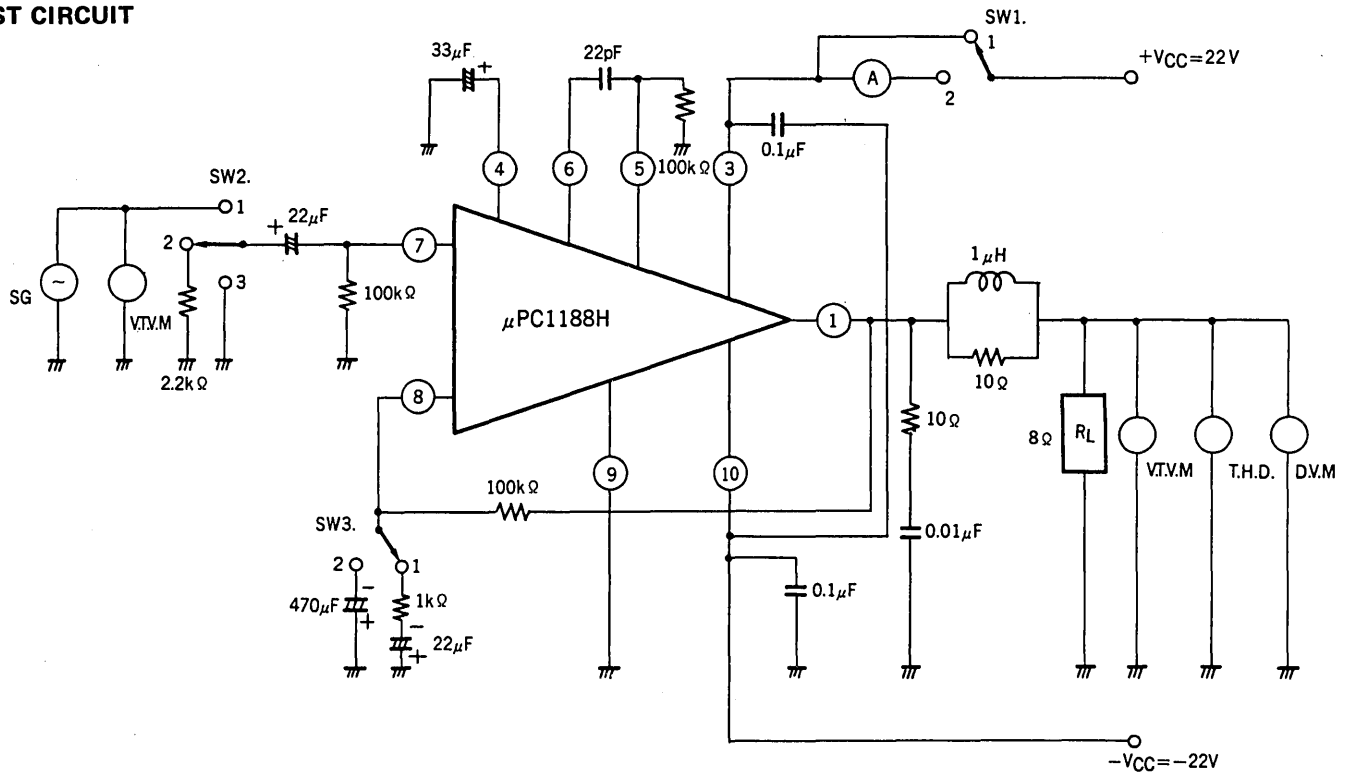 ST CIRCUIT
SW1.
1
2
A
+VCC=22V
33μF
+
22pF
100kΩ
0.1μF
4
6
5
3
SW2.
1
2
3
SG
~
V.T.V.M
2.2kΩ
+
22μF
100kΩ
7
μPC1188H
1
1μH
10Ω
8
9
10
10Ω
0.01μF
8Ω
RL
V.T.V.M
T.H.D.
D.V.M
100kΩ
SW3.
2
1
470μF
-
+
1kΩ
-
22μF
+
0.1μF
-VCC=-22V